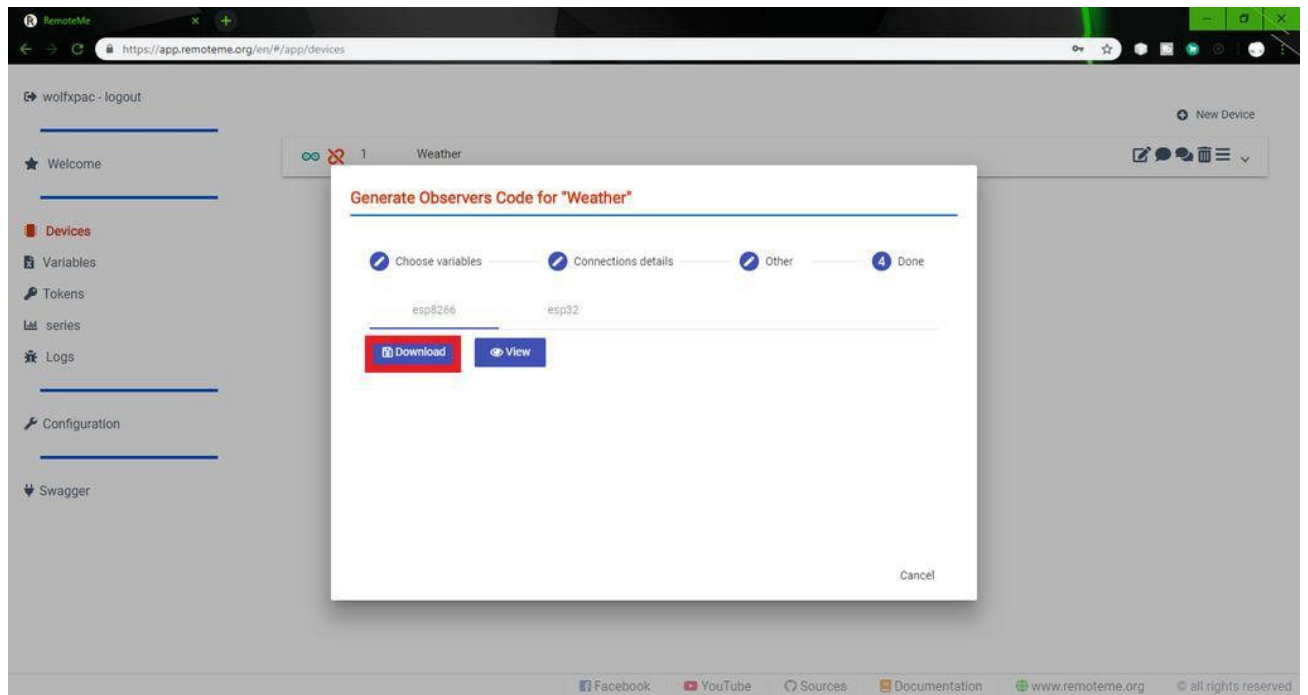 RemoteMe
https://app.remoteme.org/en/#/app/devices
wolfxpac - logout
New Device
Welcome
1 Weather
Generate Observers Code for "Weather"
Devices
Variables
Tokens
series
Logs
Configuration
Swagger
Choose variables
Connections details
Other
4 Done
esp8266 esp32
Download View
Cancel
Facebook YouTube Sources Documentation www.remoteme.org © all rights reserved